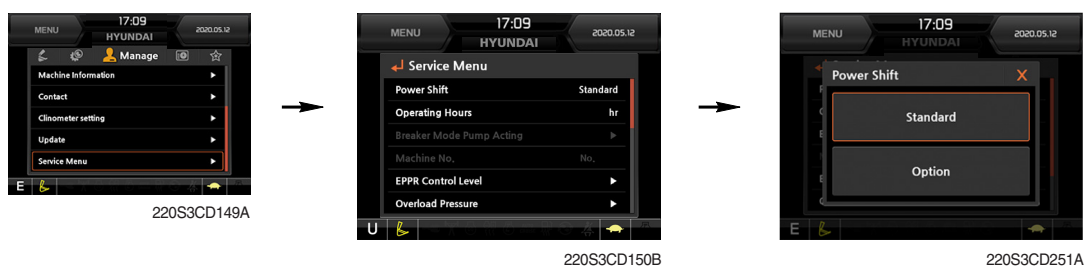 MENU
17:09
HYUNDAI
2020.05.12
Manage
Machine Information
Contact
Clinometer setting
Update
Service Menu
E
220S3CD149A
MENU
17:09
HYUNDAI
2020.05.12
Service Menu
Power Shift Standard
Operating Hours hr
Breaker Mode Pump Acting
Machine No. No.
EPPR Control Level
Overload Pressure
U
220S3CD150B
MENU
17:09
HYUNDAI
2020.05.12
Power Shift X
Standard
Option
E
220S3CD251A